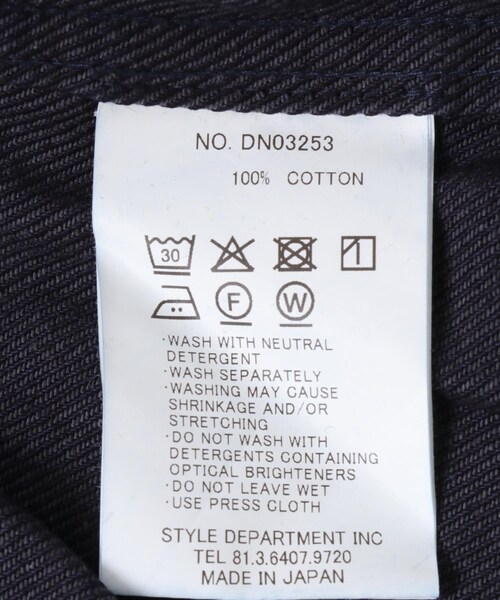 NO. DN03253
100% COTTON
30
F W
·WASH WITH NEUTRAL
DETERGENT
·WASH SEPARATELY
·WASHING MAY CAUSE
SHRINKAGE AND/OR
STRETCHING
·DO NOT WASH WITH
DETERGENTS CONTAINING
OPTICAL BRIGHTENERS
·DO NOT LEAVE WET
·USE PRESS CLOTH
STYLE DEPARTMENT INC
TEL 81.3.6407.9720
MADE IN JAPAN